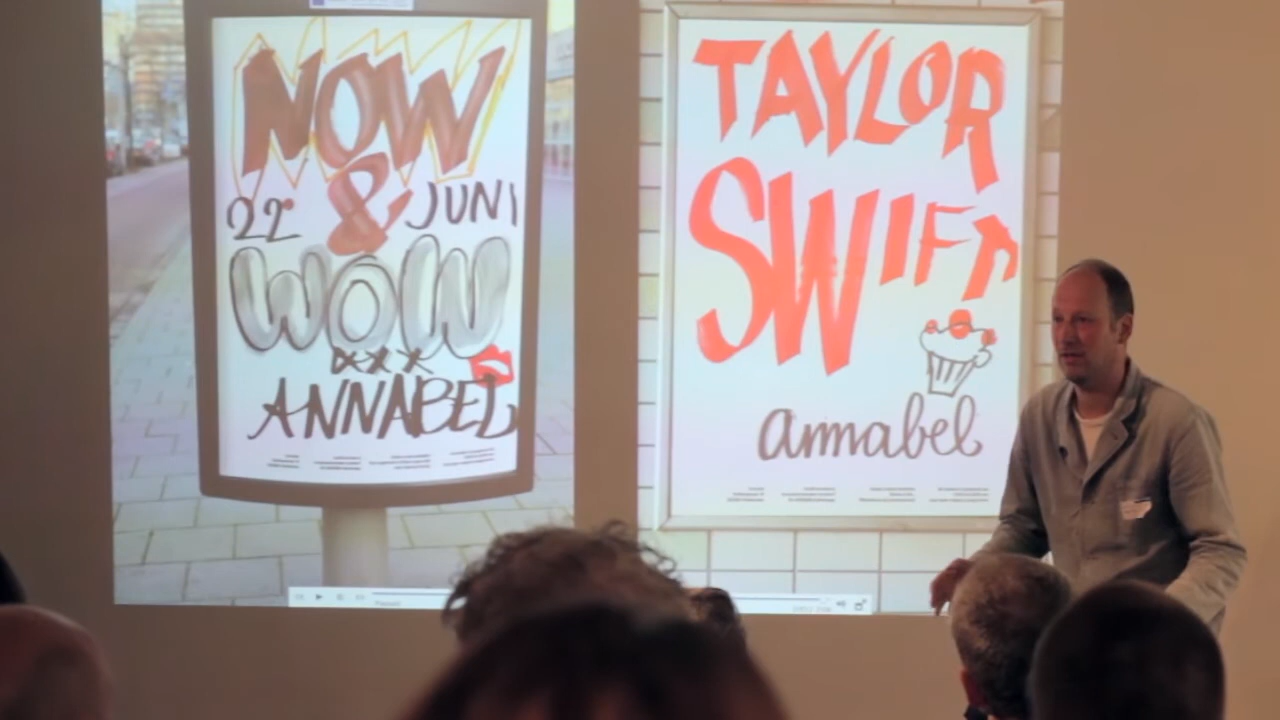 NOW
22 & JUNI
WOW
xxx
ANNABEL
TAYLOR
SWIFT
annabel